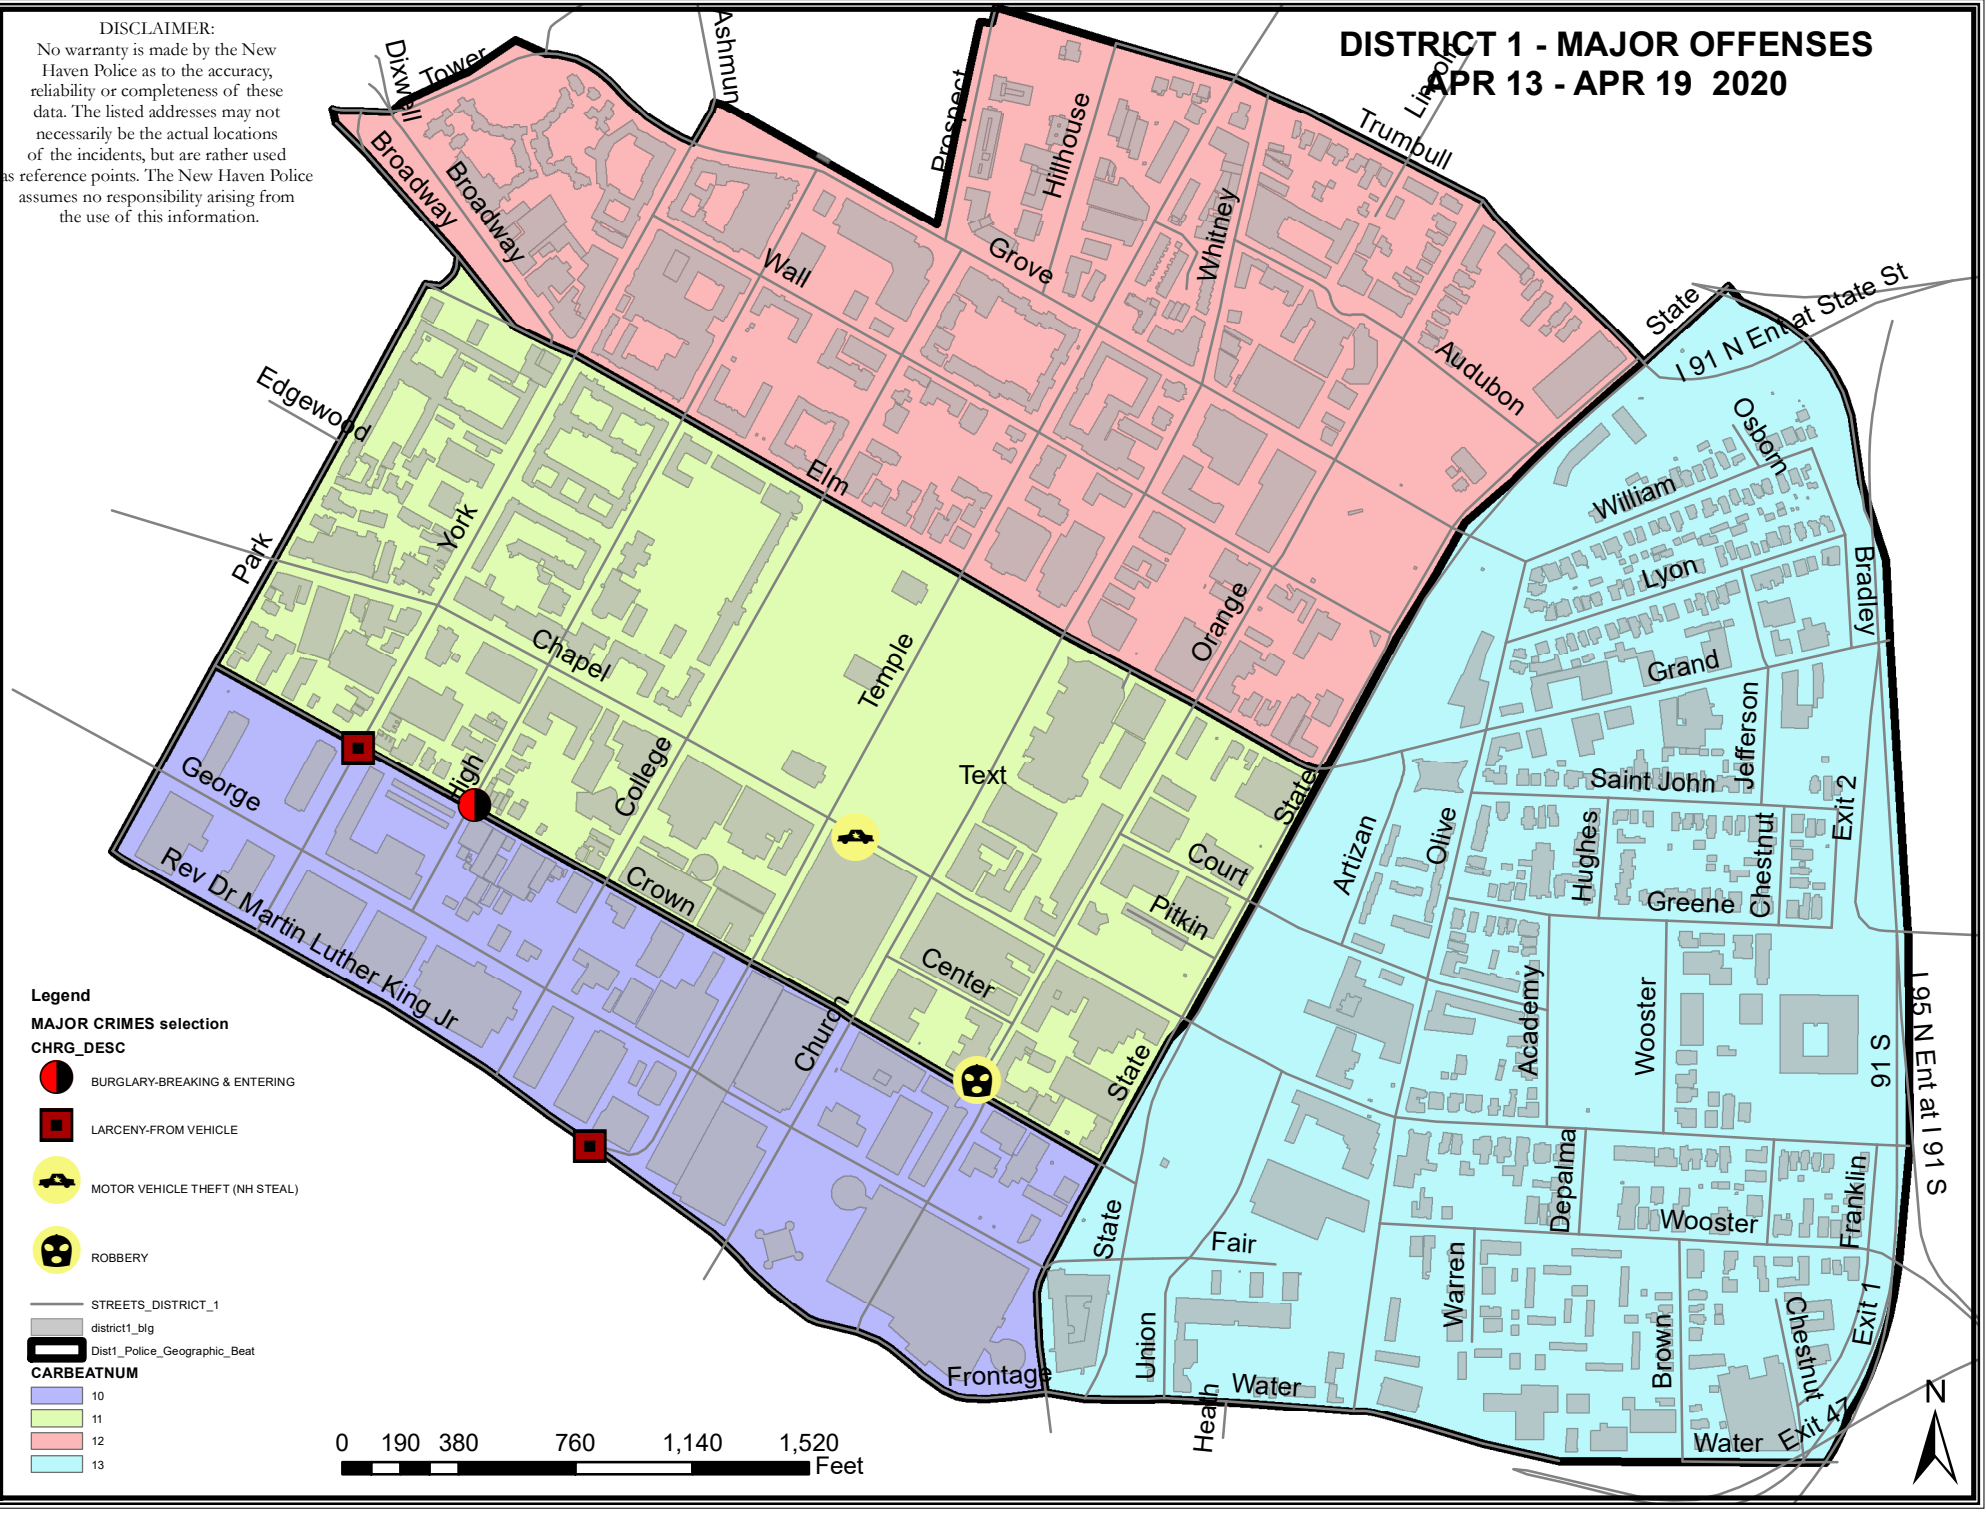 DISCLAIMER:
No warranty is made by the New
Haven Police as to the accuracy,
reliability or completeness of these
data. The listed addresses may not
necessarily be the actual locations
of the incidents, but are rather used
as reference points. The New Haven Police
assumes no responsibility arising from
the use of this information.
DISTRICT 1 - MAJOR OFFENSES
APR 13 - APR 19 2020
Dixwell
Tower
Ashmun
Prospect
Hillhouse
Lincoln
Trumbull
Broadway
Broadway
Whitney
Wall
Grove
State
I 91 N Ent at State St
Audubon
Edgewood
Osborn
Elm
William
York
Park
Lyon
Bradley
Orange
Chapel
Temple
Grand
Jefferson
Text
College
High
George
State
Saint John
Exit 2
Artizan
Olive
Hughes
Chestnut
Court
Crown
Greene
Pitkin
Rev Dr Martin Luther King Jr
Center
Church
Academy
Wooster
91 S
I 95 N Ent at I 91 S
State
Depalma
Franklin
Wooster
State
Fair
Warren
Union
Brown
Chestnut
Exit 1
Frontage
Water
Heath
Water
Exit 47
Legend
MAJOR CRIMES selection
CHRG_DESC
BURGLARY-BREAKING & ENTERING
LARCENY-FROM VEHICLE
MOTOR VEHICLE THEFT (NH STEAL)
ROBBERY
STREETS_DISTRICT_1
district1_blg
Dist1_Police_Geographic_Beat
CARBEATNUM
10
11
12
13
0 190 380 760 1,140 1,520
Feet
N